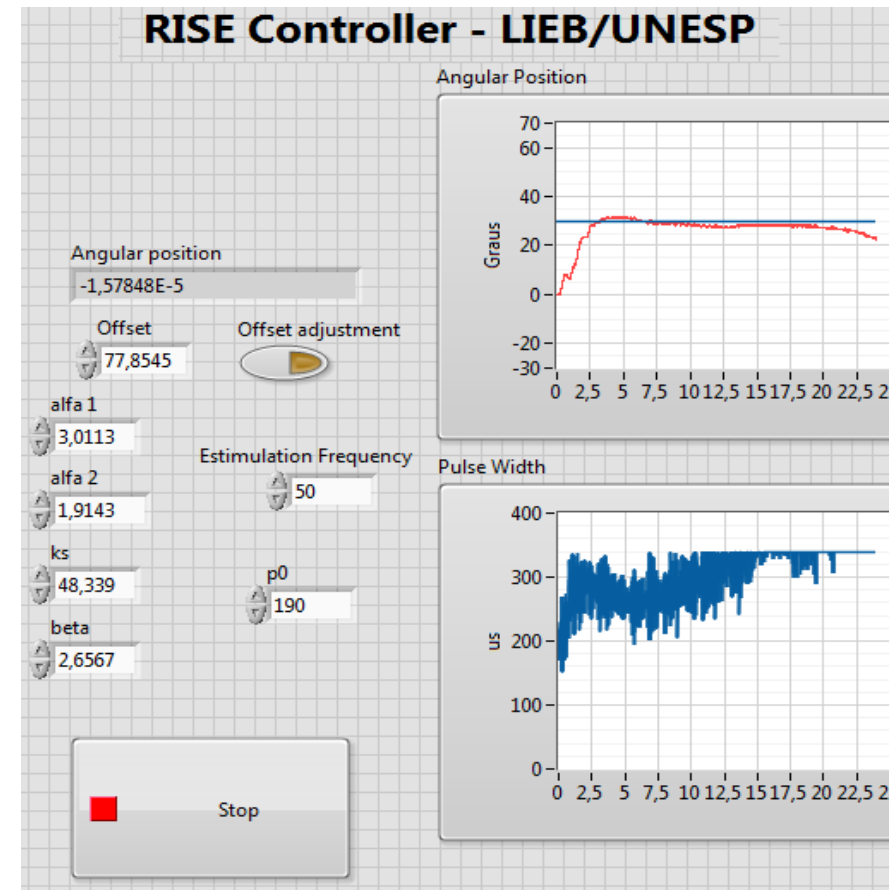 RISE Controller - LIEB/UNESP
Angular Position
70
60
40
20
0
-20
-30
Graus
0 2,5 5 7,5 10 12,5 15 17,5 20 22,5 2
Angular position
-1,57848E-5
Offset
77,8545
Offset adjustment
alfa 1
3,0113
alfa 2
1,9143
Estimulation Frequency
50
ks
48,339
p0
190
beta
2,6567
Stop
Pulse Width
400
300
200
100
0
us
0 2,5 5 7,5 10 12,5 15 17,5 20 22,5 2